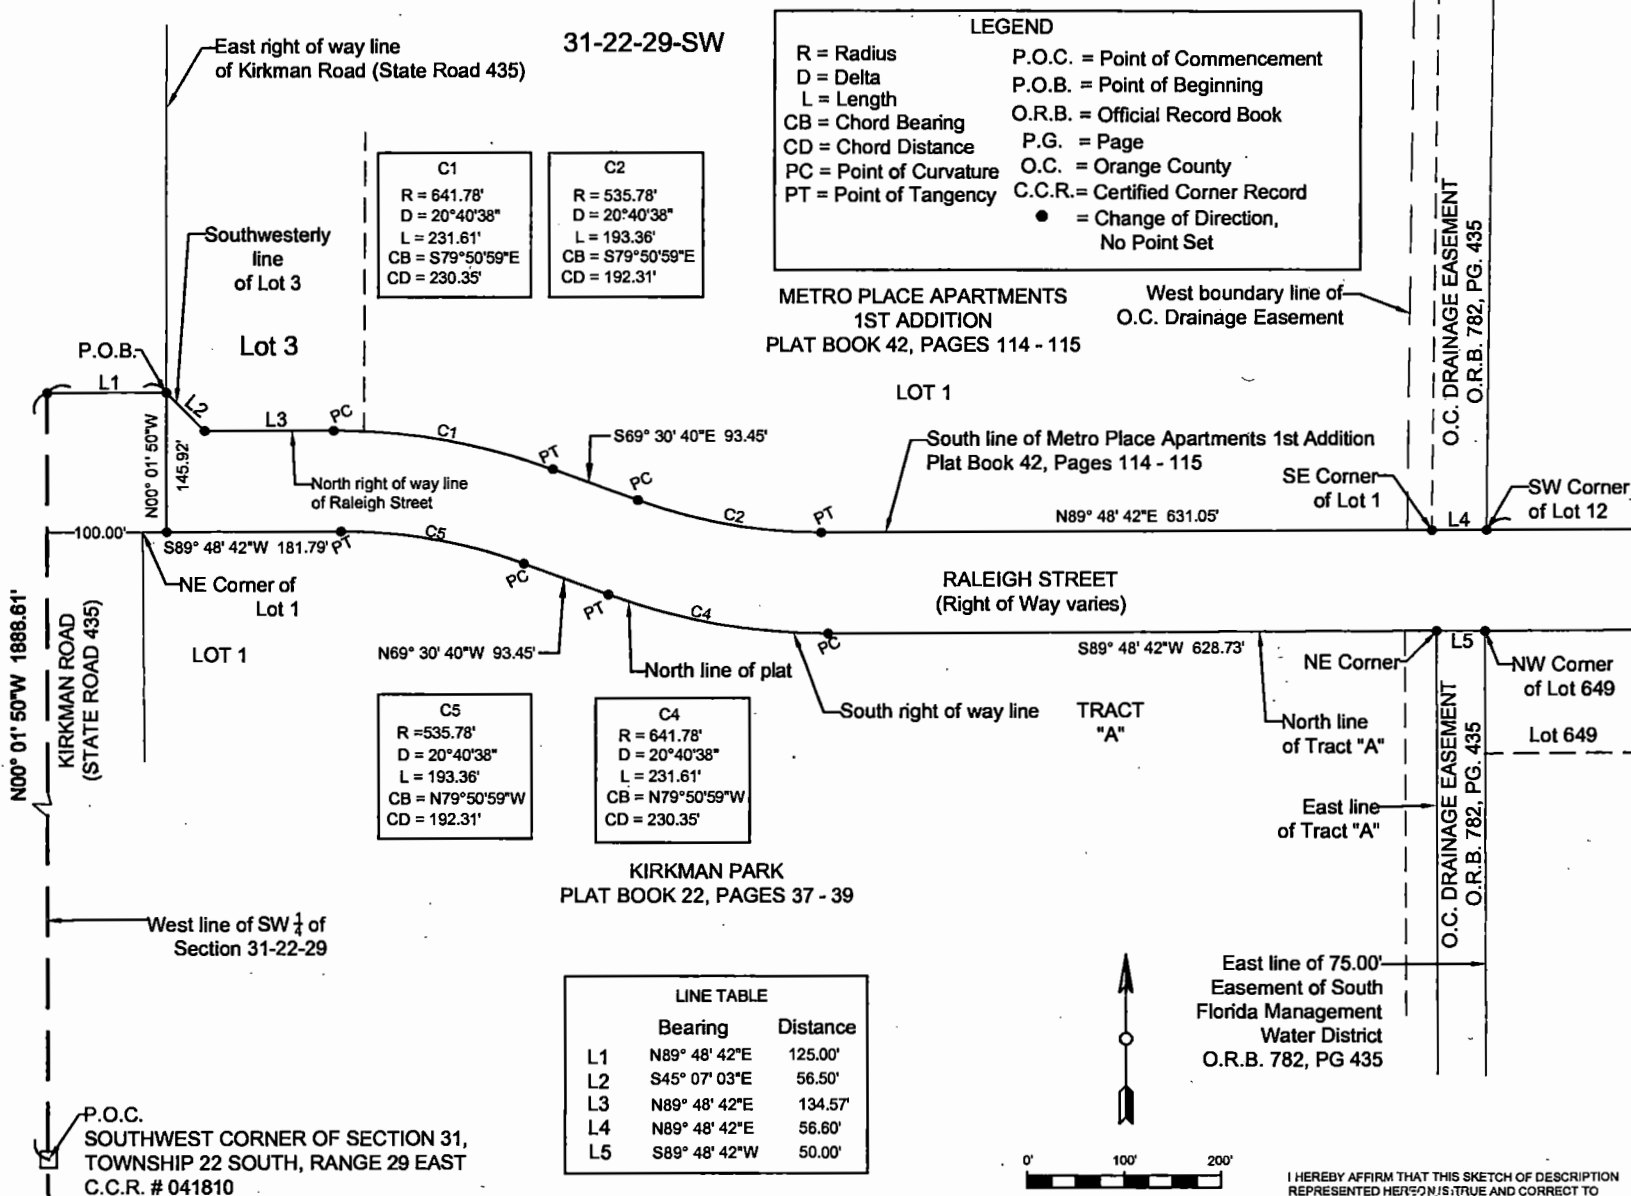 31-22-29-SW
East right of way line
of Kirkman Road (State Road 435)
LEGEND
R = Radius
D = Delta
L = Length
CB = Chord Bearing
CD = Chord Distance
PC = Point of Curvature
PT = Point of Tangency
P.O.C. = Point of Commencement
P.O.B. = Point of Beginning
O.R.B. = Official Record Book
P.G. = Page
O.C. = Orange County
C.C.R.= Certified Corner Record
● = Change of Direction,
No Point Set
C1
R = 641.78'
D = 20°40'38"
L = 231.61'
CB = S79°50'59"E
CD = 230.35'
C2
R = 535.78'
D = 20°40'38"
L = 193.36'
CB = S79°50'59"E
CD = 192.31'
Southwesterly
line
of Lot 3
Lot 3
METRO PLACE APARTMENTS
1ST ADDITION
PLAT BOOK 42, PAGES 114 - 115
West boundary line of
O.C. Drainage Easement
O.C. DRAINAGE EASEMENT
O.R.B. 782, PG. 435
LOT 1
P.O.B.
L1
L2
L3
PC
C1
PT
S69° 30' 40"E 93.45'
PC
C2
PT
South line of Metro Place Apartments 1st Addition
Plat Book 42, Pages 114 - 115
N89° 48' 42"E 631.05'
SE Corner
of Lot 1
L4
SW Corner
of Lot 12
N00° 01' 50"W
145.92'
North right of way line
of Raleigh Street
100.00'
S89° 48' 42"W 181.79'
PT
C5
PC
NE Corner of
Lot 1
LOT 1
N69° 30' 40"W 93.45'
PT
C4
PC
North line of plat
RALEIGH STREET
(Right of Way varies)
S89° 48' 42"W 628.73'
South right of way line
TRACT
"A"
North line
of Tract "A"
NE Corner
L5
NW Corner
of Lot 649
Lot 649
East line
of Tract "A"
O.C. DRAINAGE EASEMENT
O.R.B. 782, PG. 435
N00° 01' 50"W 1888.61'
KIRKMAN ROAD
(STATE ROAD 435)
C5
R =535.78'
D = 20°40'38"
L = 193.36'
CB = N79°50'59"W
CD = 192.31'
C4
R = 641.78'
D = 20°40'38"
L = 231.61'
CB = N79°50'59"W
CD = 230.35'
KIRKMAN PARK
PLAT BOOK 22, PAGES 37 - 39
West line of SW 1/4 of
Section 31-22-29
East line of 75.00'
Easement of South
Florida Management
Water District
O.R.B. 782, PG 435
LINE TABLE
Bearing Distance
L1 N89° 48' 42"E 125.00'
L2 S45° 07' 03"E 56.50'
L3 N89° 48' 42"E 134.57'
L4 N89° 48' 42"E 56.60'
L5 S89° 48' 42"W 50.00'
P.O.C.
SOUTHWEST CORNER OF SECTION 31,
TOWNSHIP 22 SOUTH, RANGE 29 EAST
C.C.R. # 041810
0' 100' 200'
I HEREBY AFFIRM THAT THIS SKETCH OF DESCRIPTION
REPRESENTED HEREON IS TRUE AND CORRECT TO